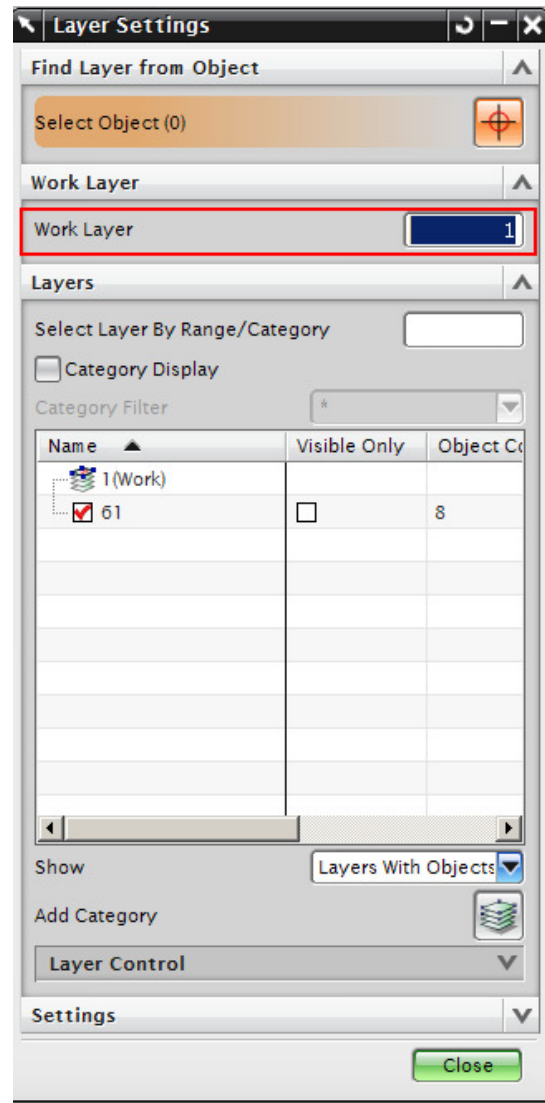 Layer Settings
Find Layer from Object
Select Object (0)
Work Layer
Work Layer 1
Layers
Select Layer By Range/Category
Category Display
Category Filter *
Name Visible Only Object Co
1(Work)
61 8
Show Layers With Objects
Add Category
Layer Control
Settings
Close